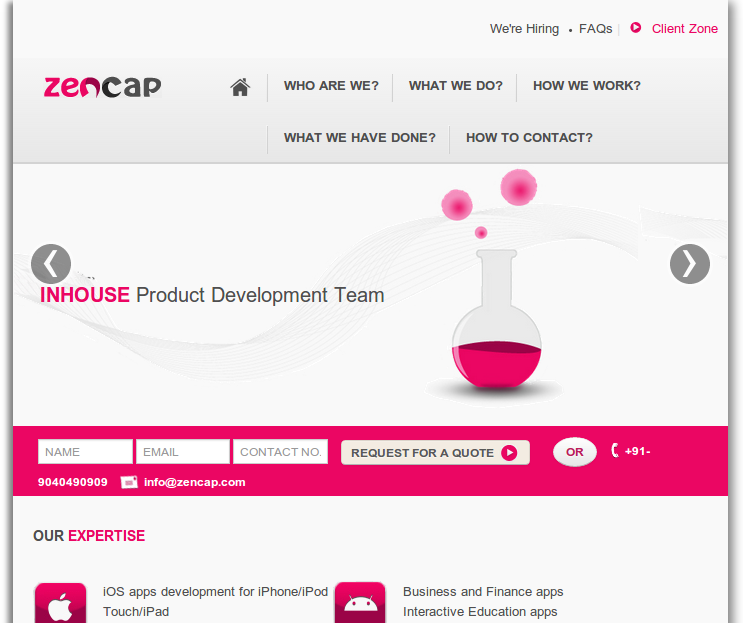 We're Hiring • FAQs | Client Zone
zencap
WHO ARE WE? WHAT WE DO? HOW WE WORK?
WHAT WE HAVE DONE? HOW TO CONTACT?
INHOUSE Product Development Team
NAME EMAIL CONTACT NO. REQUEST FOR A QUOTE OR +91-
9040490909 info@zencap.com
OUR EXPERTISE
iOS apps development for iPhone/iPod
Touch/iPad
Business and Finance apps
Interactive Education apps